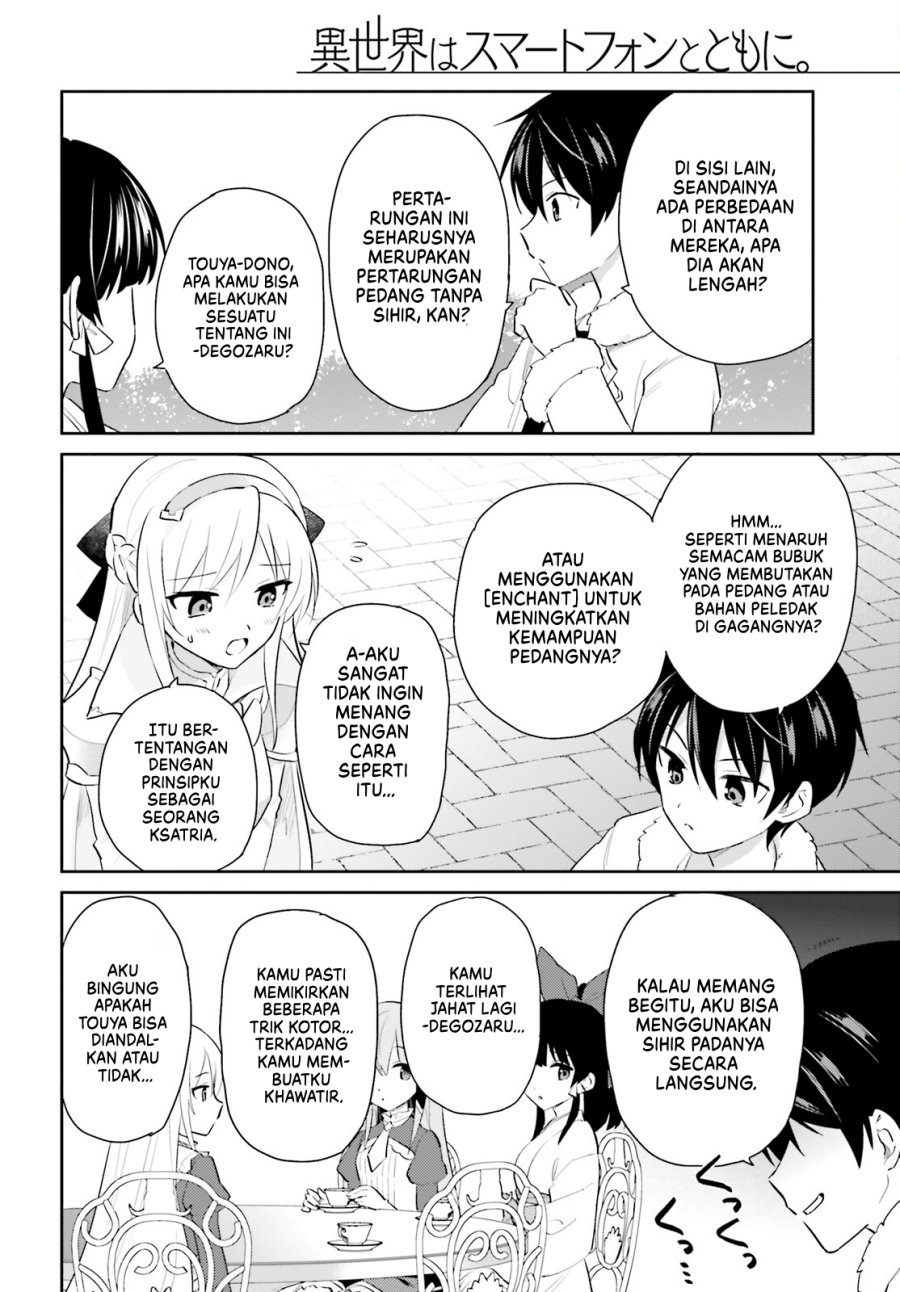 異世界はスマートフォンとともに。
DI SISI LAIN,
SEANDAINYA
ADA PERBEDAAN
DI ANTARA
MEREKA, APA
DIA AKAN
LENGAH?
PERTA-
RUNGAN INI
SEHARUSNYA
MERUPAKAN
PERTARUNGAN
PEDANG TANPA
SIHIR, KAN?
TOUYA-DONO,
APA KAMU BISA
MELAKUKAN
SESUATU
TENTANG INI
-DEGOZARU?
HMM...
SEPERTI MENARUH
SEMACAM BUBUK
YANG MEMBUTAKAN
PADA PEDANG ATAU
BAHAN PELEDAK
DI GAGANGNYA?
ATAU
MENGGUNAKAN
[ENCHANT] UNTUK
MENINGKATKAN
KEMAMPUAN
PEDANGNYA?
A-AKU
SANGAT
TIDAK INGIN
MENANG
DENGAN
CARA
SEPERTI
ITU...
ITU BER-
TENTANGAN
DENGAN
PRINSIPKU
SEBAGAI
SEORANG
KSATRIA.
KALAU MEMANG
BEGITU, AKU BISA
MENGGUNAKAN
SIHIR PADANYA
SECARA
LANGSUNG.
くっくっくっ
KAMU
TERLIHAT
JAHAT LAGI
-DEGOZARU...
KAMU PASTI
MEMIKIRKAN
BEBERAPA
TRIK KOTOR...
TERKADANG
KAMU MEM-
BUATKU
KHAWATIR.
AKU
BINGUNG
APAKAH
TOUYA BISA
DIANDAL-
KAN ATAU
TIDAK...